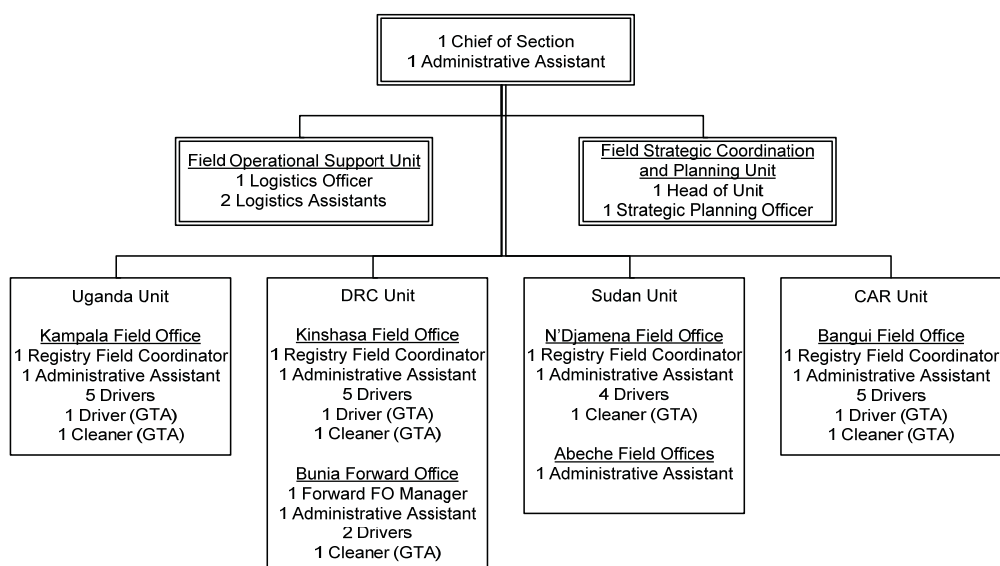 1 Chief of Section
1 Administrative Assistant
Field Operational Support Unit
1 Logistics Officer
2 Logistics Assistants
Field Strategic Coordination
and Planning Unit
1 Head of Unit
1 Strategic Planning Officer
Uganda Unit
Kampala Field Office
1 Registry Field Coordinator
1 Administrative Assistant
5 Drivers
1 Driver (GTA)
1 Cleaner (GTA)
DRC Unit
Kinshasa Field Office
1 Registry Field Coordinator
1 Administrative Assistant
5 Drivers
1 Driver (GTA)
1 Cleaner (GTA)
Bunia Forward Office
1 Forward FO Manager
1 Administrative Assistant
2 Drivers
1 Cleaner (GTA)
Sudan Unit
N'Djamena Field Office
1 Registry Field Coordinator
1 Administrative Assistant
4 Drivers
1 Cleaner (GTA)
Abeche Field Offices
1 Administrative Assistant
CAR Unit
Bangui Field Office
1 Registry Field Coordinator
1 Administrative Assistant
5 Drivers
1 Driver (GTA)
1 Cleaner (GTA)